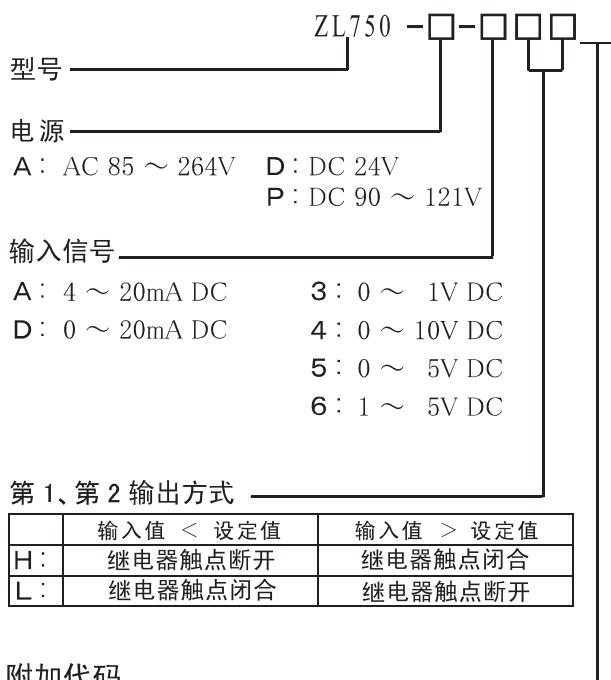 ZL750 -□-□□□
型号
电源
A： AC 85 ～ 264V D：DC 24V
P：DC 90 ～ 121V
输入信号
A： 4 ～ 20mA DC 3：0 ～ 1V DC
D： 0 ～ 20mA DC 4：0 ～ 10V DC
5：0 ～ 5V DC
6：1 ～ 5V DC
第 1、第 2 输出方式
输入值 ＜ 设定值 输入值 ＞ 设定值
H： 继电器触点断开 继电器触点闭合
L： 继电器触点闭合 继电器触点断开
附加代码